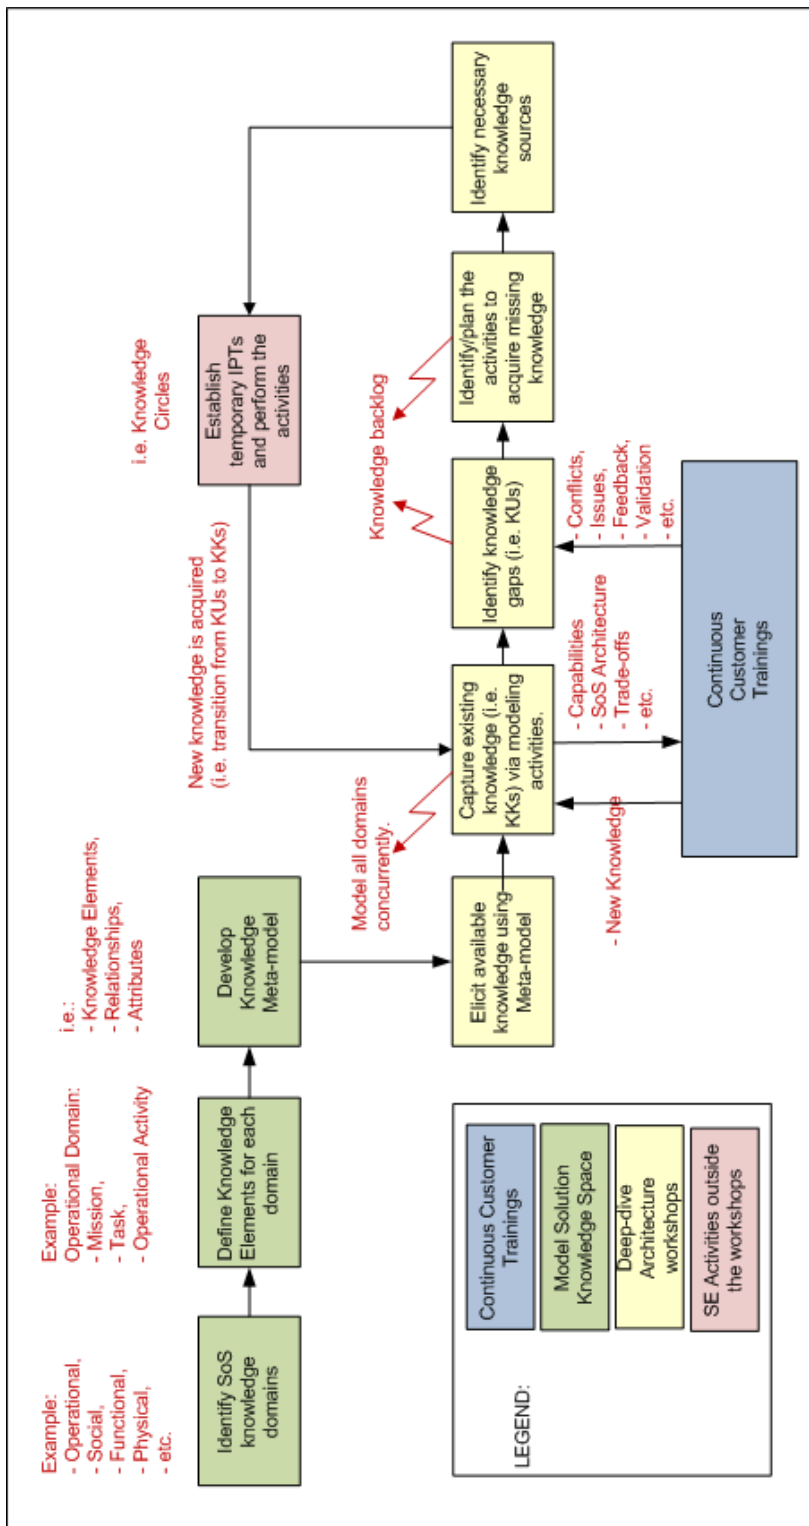 Example:
- Operational,
- Social,
- Functional,
- Physical,
- etc.
Identify SoS
knowledge
domains
Example:
Operational Domain:
- Mission,
- Task,
- Operational Activity
Define Knowledge
Elements for each
domain
i.e.:
- Knowledge Elements,
- Relationships,
- Attributes
Develop
Knowledge
Meta-model
New knowledge is acquired
(i.e. transition from KUs to KKs)
i.e. Knowledge
Circles
Establish
temporary IPTs
and perform the
activities
Model all domains
concurrently.
Knowledge backlog
Elicit available
knowledge using
Meta-model
Capture existing
knowledge (i.e.
KKs) via modeling
activities.
Identify knowledge
gaps (i.e. KUs)
Identify/plan the
activities to
acquire missing
knowledge
Identify necessary
knowledge
sources
- New Knowledge
- Capabilities
- SoS Architecture
- Trade-offs
- etc.
- Conflicts,
- Issues,
- Feedback,
- Validation
- etc.
Continuous
Customer
Trainings
LEGEND:
Continuous Customer
Trainings
Model Solution
Knowledge Space
Deep-dive
Architecture
workshops
SE Activities outside
the workshops